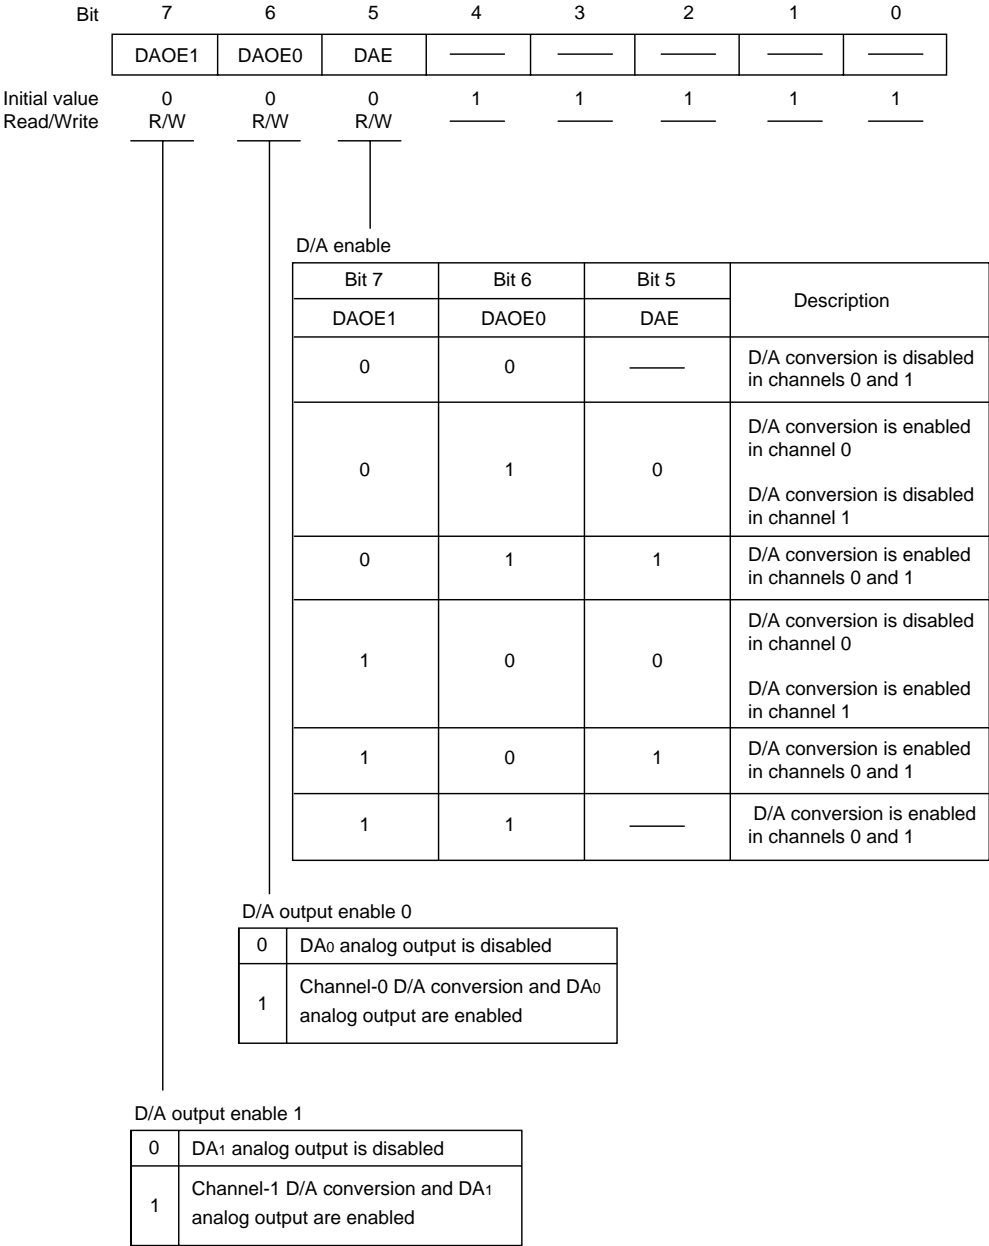 Bit 7 6 5 4 3 2 1 0
DAOE1 DAOE0 DAE — — — — —
Initial value 0 0 0 1 1 1 1 1
Read/Write R/W R/W R/W — — — — —
D/A enable
Bit 7 Bit 6 Bit 5 Description
DAOE1 DAOE0 DAE
0 0 — D/A conversion is disabled
in channels 0 and 1
0 1 0 D/A conversion is enabled
in channel 0
D/A conversion is disabled
in channel 1
0 1 1 D/A conversion is enabled
in channels 0 and 1
1 0 0 D/A conversion is disabled
in channel 0
D/A conversion is enabled
in channel 1
1 0 1 D/A conversion is enabled
in channels 0 and 1
1 1 — D/A conversion is enabled
in channels 0 and 1
D/A output enable 0
0 DA0 analog output is disabled
1 Channel-0 D/A conversion and DA0
analog output are enabled
D/A output enable 1
0 DA1 analog output is disabled
1 Channel-1 D/A conversion and DA1
analog output are enabled